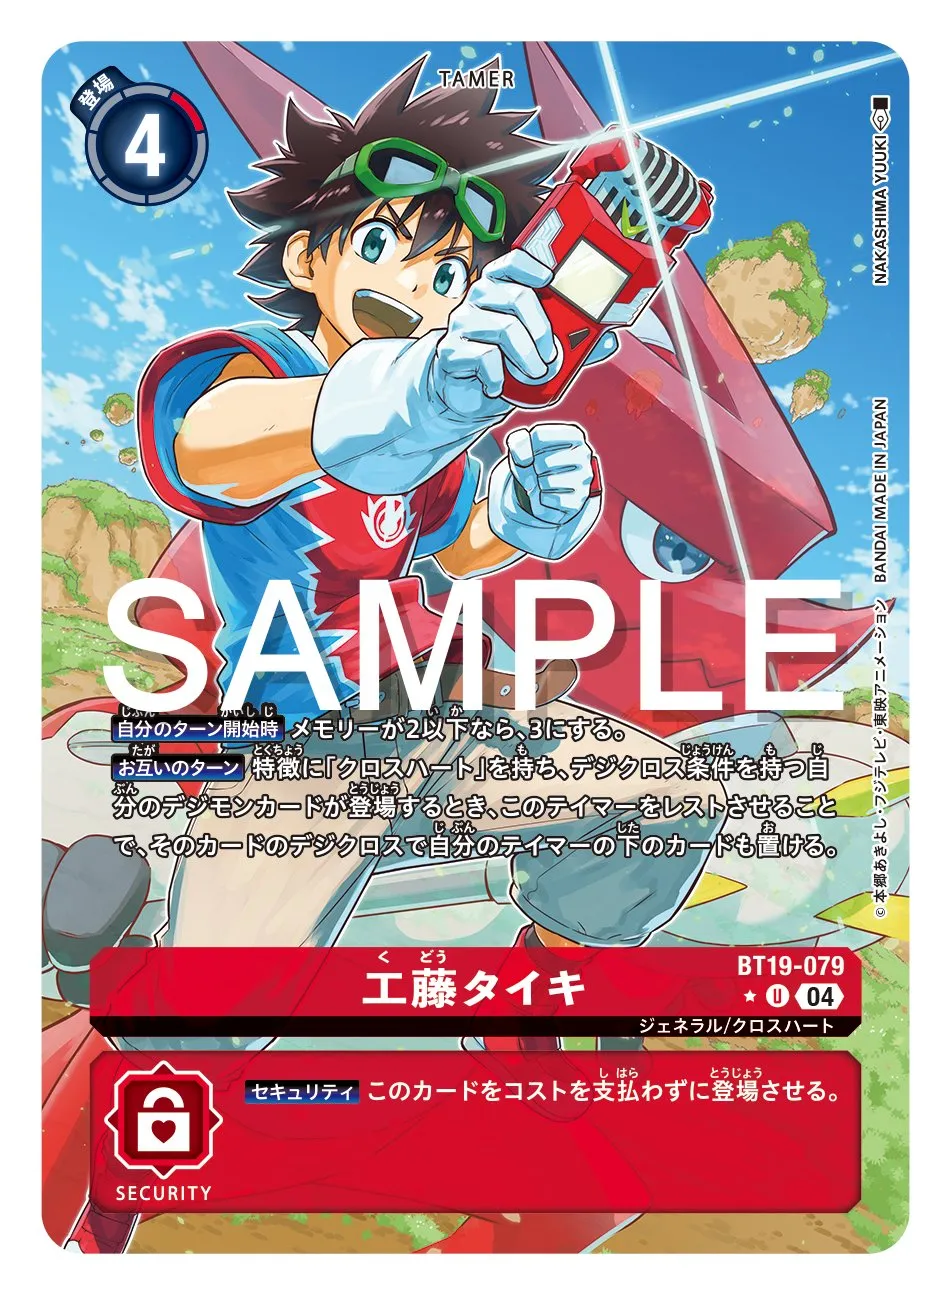 TAMER
登場
4
NAKASHIMA YUUKI
BANDAI MADE IN JAPAN
©本郷あきよし・フジテレビ・東映アニメーション
SAMPLE
自分のターン開始時 メモリーが2以下なら、3にする。
お互いのターン 特徴に「クロスハート」を持ち、デジクロス条件を持つ自
分のデジモンカードが登場するとき、このテイマーをレストさせること
で、そのカードのデジクロスで自分のテイマーの下のカードも置ける。
くどう
工藤タイキ
BT19-079
★ U 04
ジェネラル/クロスハート
セキュリティ このカードをコストを支払わずに登場させる。
SECURITY